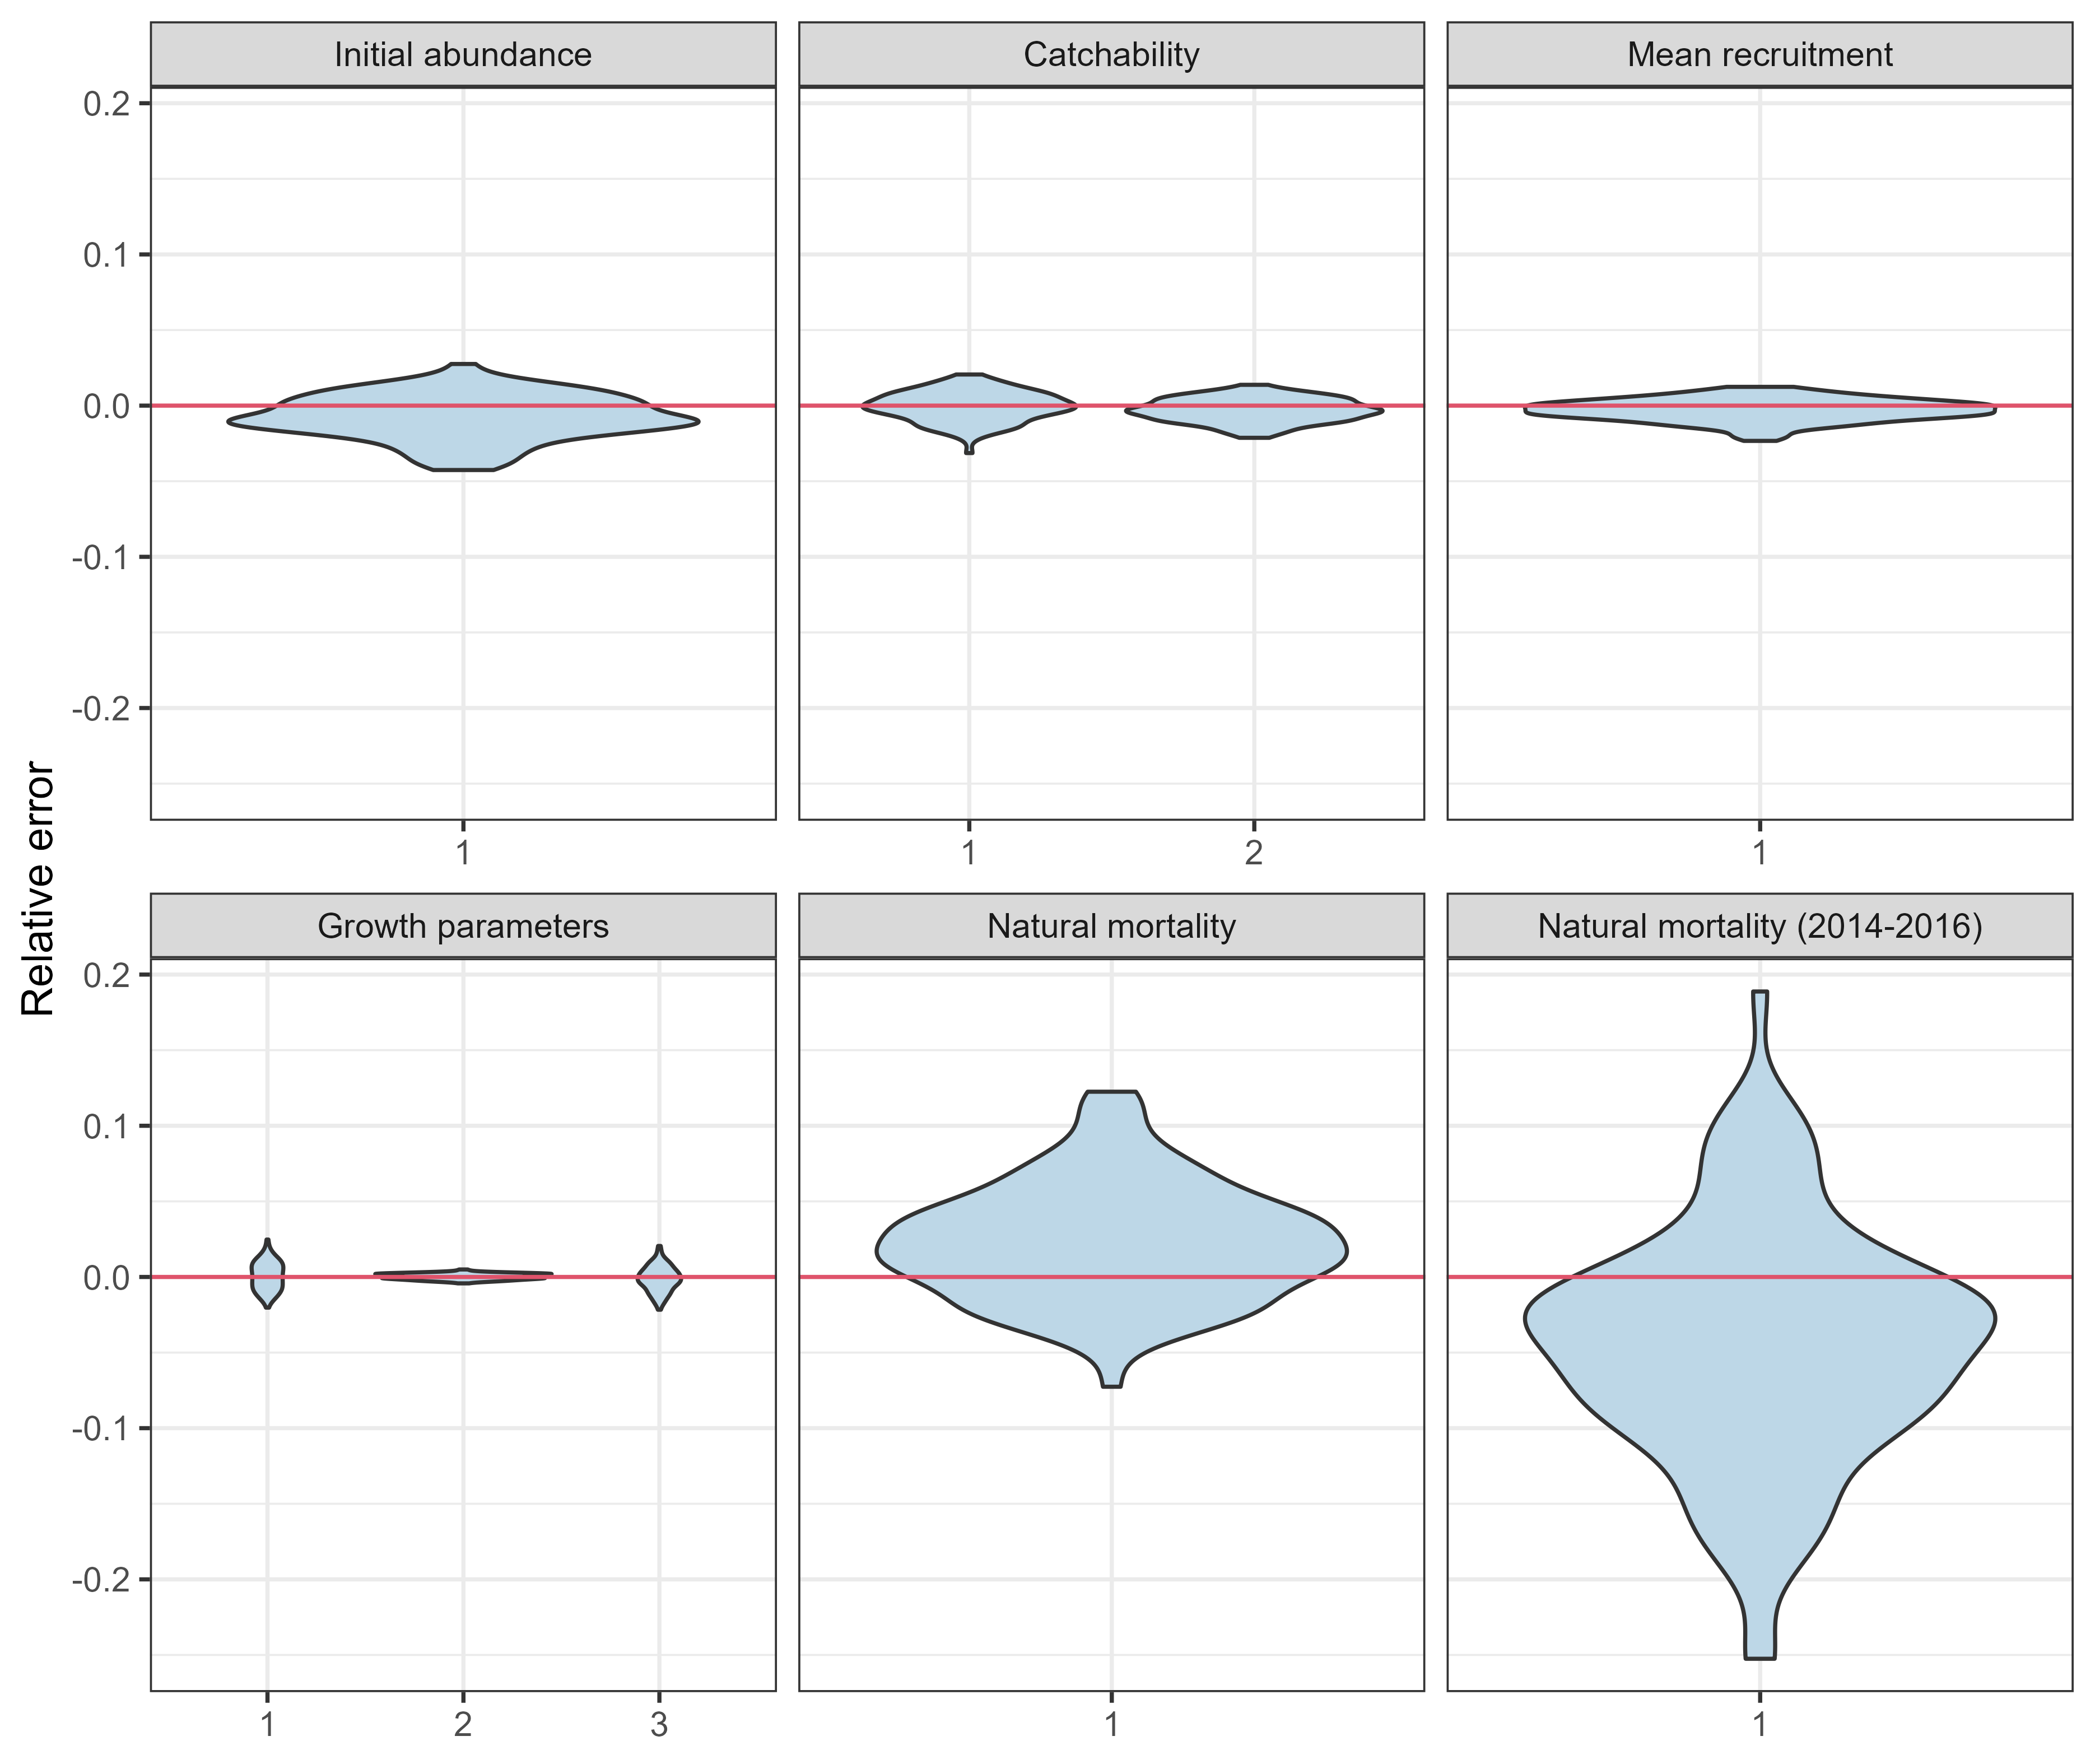 Initial abundance
Catchability
Mean recruitment
0.2
0.1
0.0
-0.1
-0.2
1
1
2
1
Relative error
Growth parameters
Natural mortality
Natural mortality (2014-2016)
0.2
0.1
0.0
-0.1
-0.2
1
2
3
1
1